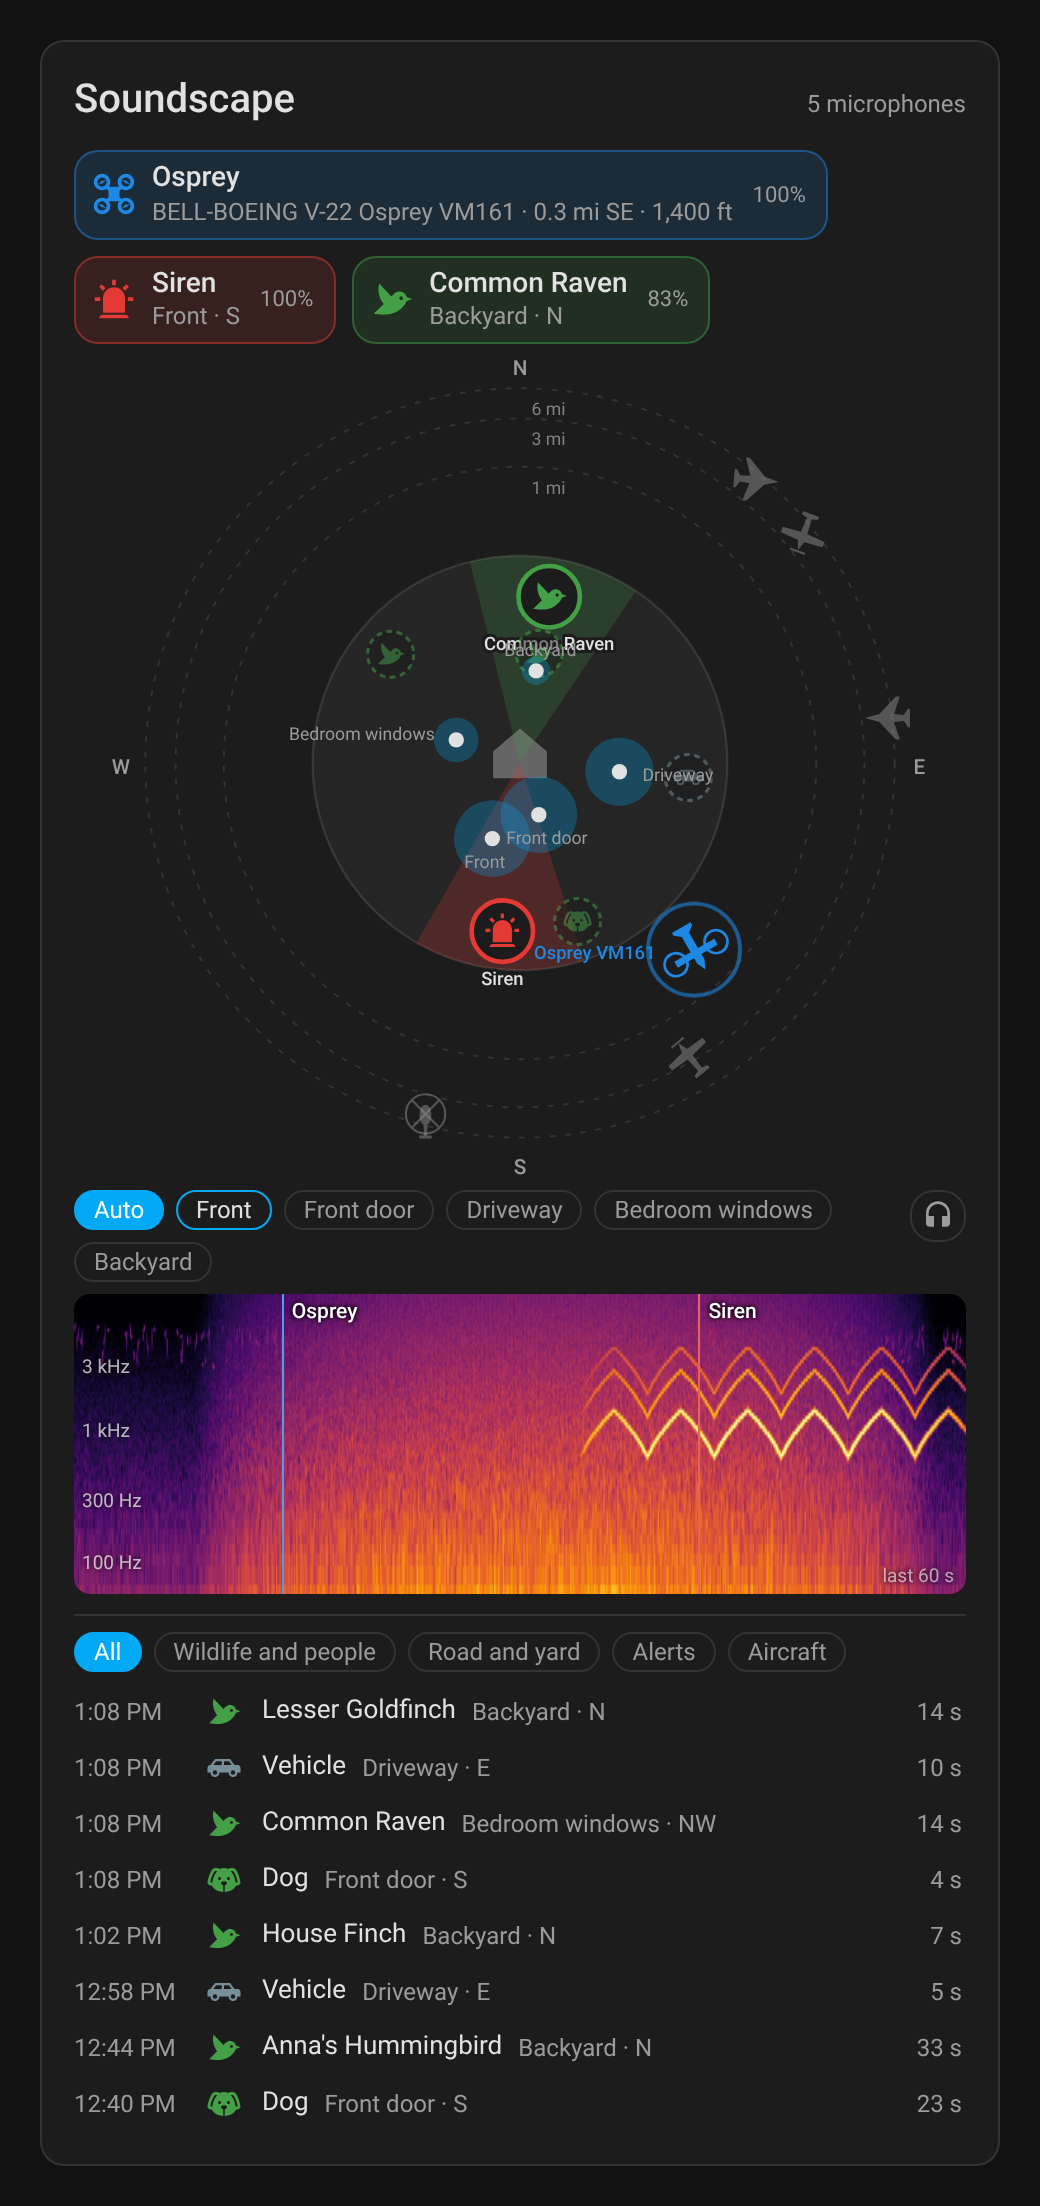 Soundscape
5 microphones
Osprey
BELL-BOEING V-22 Osprey VM161 · 0.3 mi SE · 1,400 ft
100%
Siren
Front · S
100%
Common Raven
Backyard · N
83%
N
6 mi
3 mi
1 mi
Common Raven
Backyard
Bedroom windows
W
E
Driveway
Front door
Front
Osprey VM161
Siren
S
Auto
Front
Front door
Driveway
Bedroom windows
Backyard
Osprey
Siren
3 kHz
1 kHz
300 Hz
100 Hz
last 60 s
All
Wildlife and people
Road and yard
Alerts
Aircraft
1:08 PM Lesser Goldfinch Backyard · N 14 s
1:08 PM Vehicle Driveway · E 10 s
1:08 PM Common Raven Bedroom windows · NW 14 s
1:08 PM Dog Front door · S 4 s
1:02 PM House Finch Backyard · N 7 s
12:58 PM Vehicle Driveway · E 5 s
12:44 PM Anna's Hummingbird Backyard · N 33 s
12:40 PM Dog Front door · S 23 s